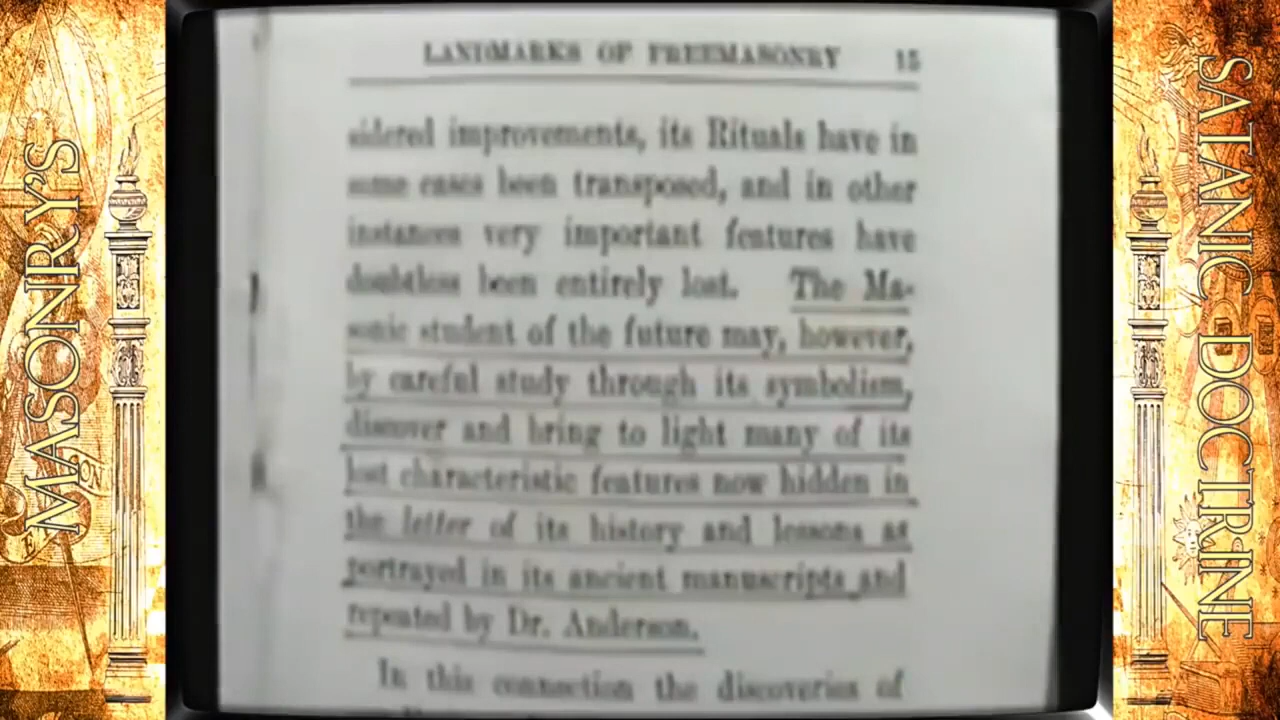 MASONRY'S
LANDMARKS OF FREEMASONRY 15
sidered improvements, its Rituals have in
some cases been transposed, and in other
instances very important features have
doubtless been entirely lost. The Ma-
sonic student of the future may, however,
by careful study through its symbolism,
discover and bring to light many of its
lost characteristic features now hidden in
the letter of its history and lessons as
portrayed in its ancient manuscripts and
repeated by Dr. Anderson.
In this connection the discoveries of
SATANIC DOCTRINE